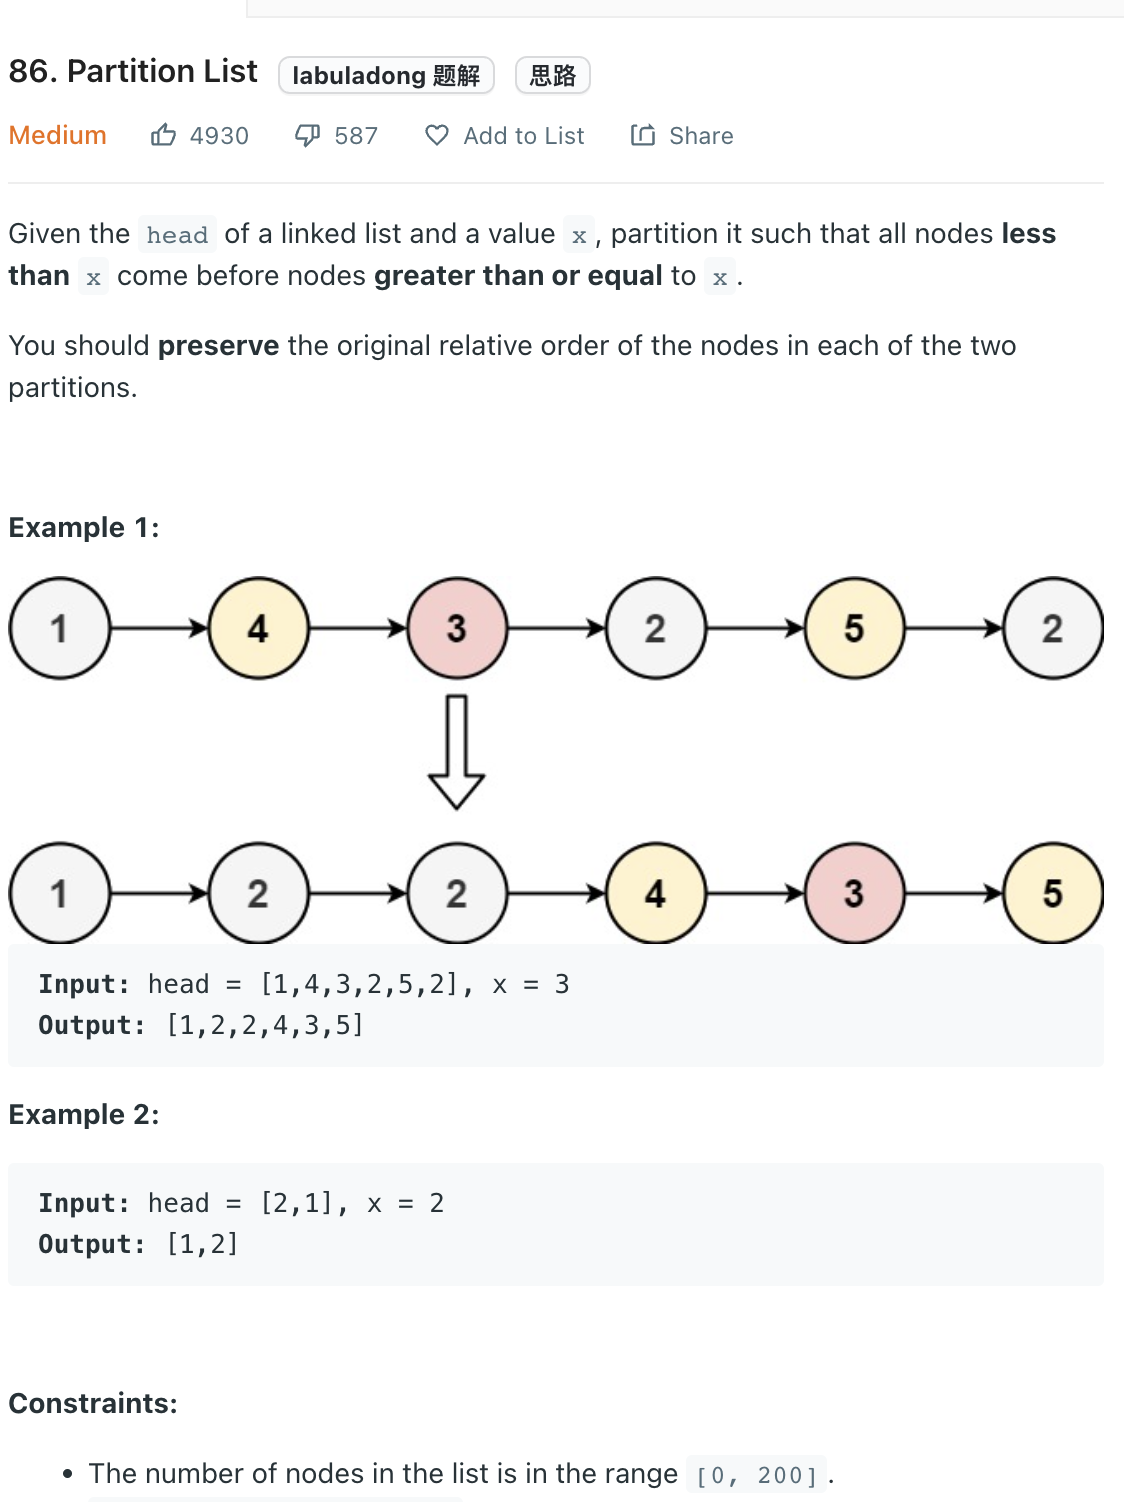 86. Partition List labuladong 题解 思路
Medium 4930 587 Add to List Share
Given the head of a linked list and a value x, partition it such that all nodes less
than x come before nodes greater than or equal to x.
You should preserve the original relative order of the nodes in each of the two
partitions.
Example 1:
1 4 3 2 5 2
1 2 2 4 3 5
Input: head = [1,4,3,2,5,2], x = 3
Output: [1,2,2,4,3,5]
Example 2:
Input: head = [2,1], x = 2
Output: [1,2]
Constraints:
• The number of nodes in the list is in the range [0, 200].